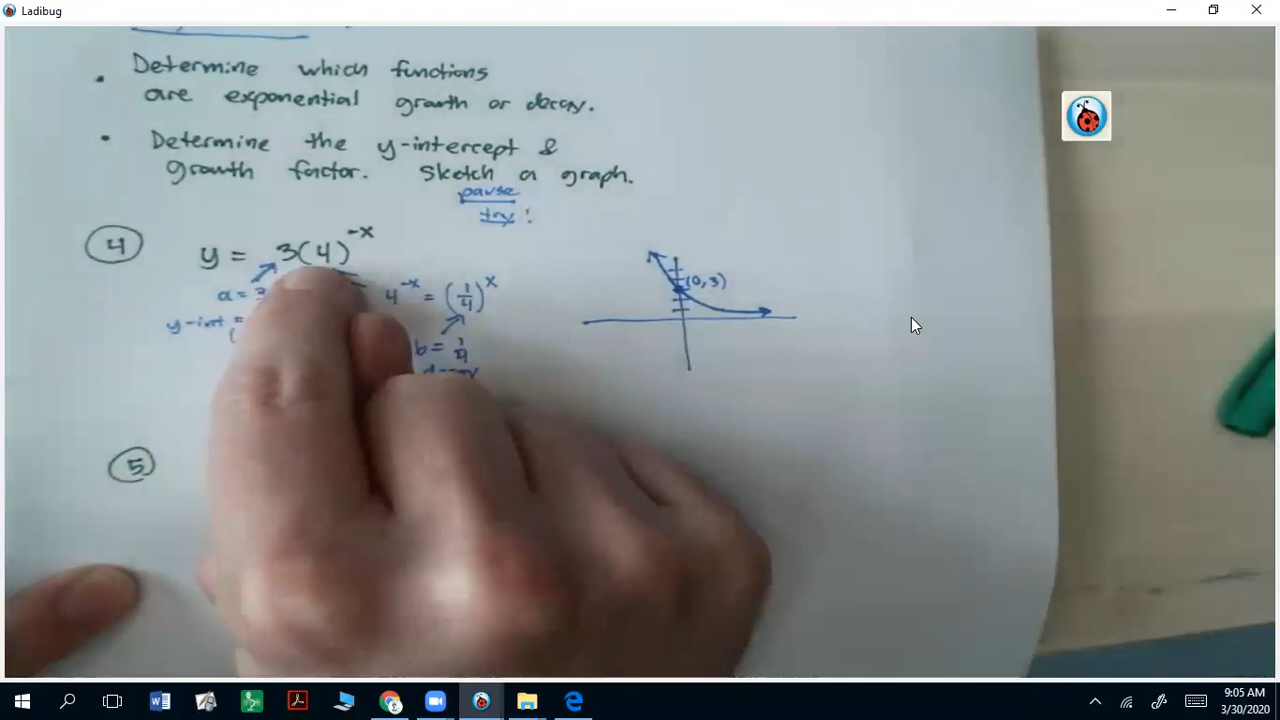 Ladibug
• Determine which functions
are exponential growth or decay.
• Determine the y-intercept &
growth factor. Sketch a graph.
pause
try!
4 y = 3(4)^-x
a = 3 4^-x = (1/4)^x
y-int =
b = 1/4
(0,3)
5
9:05 AM
3/30/2020